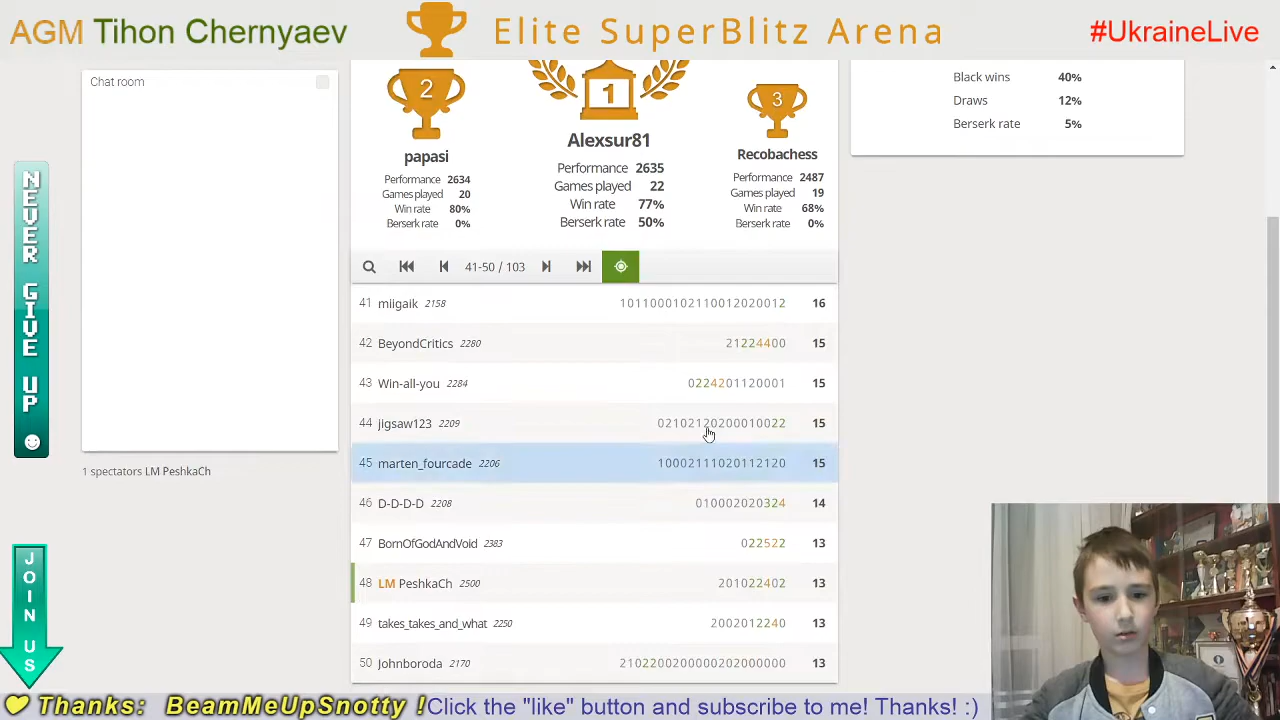 AGM Tihon Chernyaev
Elite SuperBlitz Arena
#UkraineLive
Chat room
1 spectators LM PeshkaCh
NEVER GIVE UP
JOIN US
2
papasi
Performance 2634
Games played 20
Win rate 80%
Berserk rate 0%
1
Alexsur81
Performance 2635
Games played 22
Win rate 77%
Berserk rate 50%
3
Recobachess
Performance 2487
Games played 19
Win rate 68%
Berserk rate 0%
Black wins 40%
Draws 12%
Berserk rate 5%
41-50 / 103
41 miigaik 2158 1011000102110012020012 16
42 BeyondCritics 2280 21224400 15
43 Win-all-you 2284 0224201120001 15
44 jigsaw123 2209 02102120200010022 15
45 marten_fourcade 2206 10002111020112120 15
46 D-D-D-D 2208 010002020324 14
47 BornOfGodAndVoid 2383 022522 13
48 LM PeshkaCh 2500 201022402 13
49 takes_takes_and_what 2250 2002012240 13
50 Johnboroda 2170 2102200200000202000000 13
Thanks: BeamMeUpSnotty !
Click the "like" button and subscribe to me! Thanks! :)